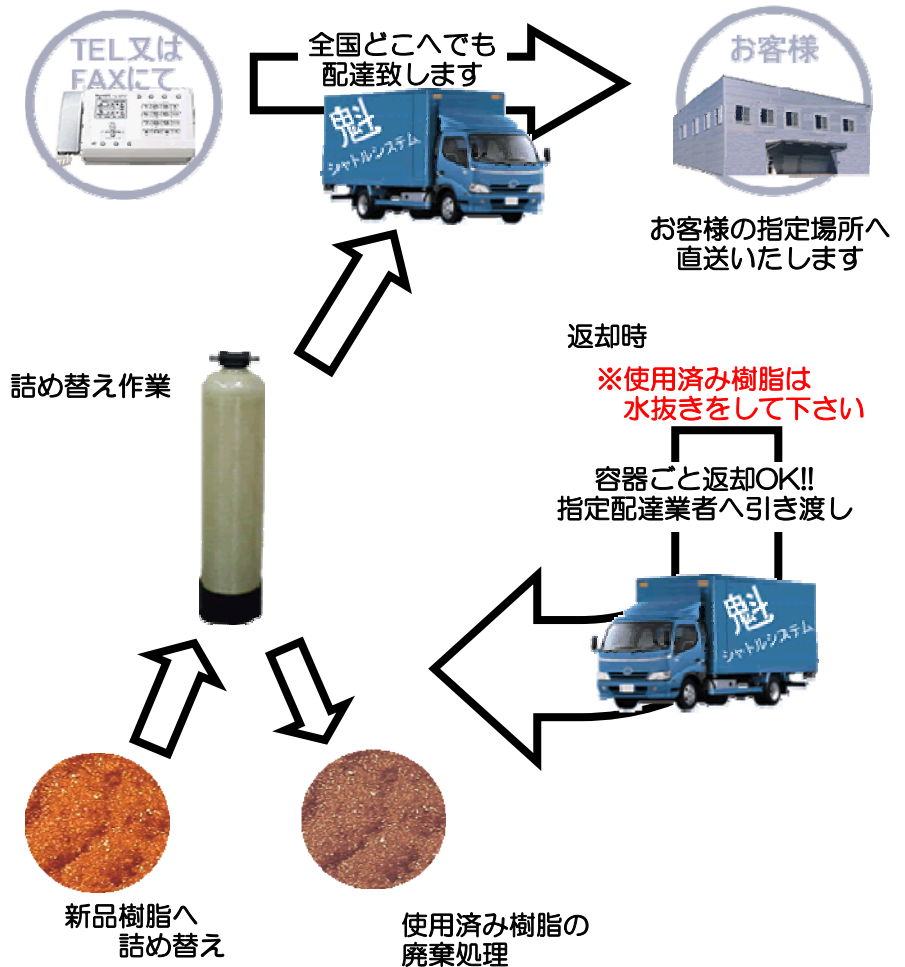 TEL又は
FAXにて
全国どこへでも
配達致します
魁
シャトルシステム
お客様
お客様の指定場所へ
直送いたします
返却時
※使用済み樹脂は
水抜きをして下さい
詰め替え作業
容器ごと返却OK!!
指定配達業者へ引き渡し
魁
シャトルシステム
新品樹脂へ
詰め替え
使用済み樹脂の
廃棄処理